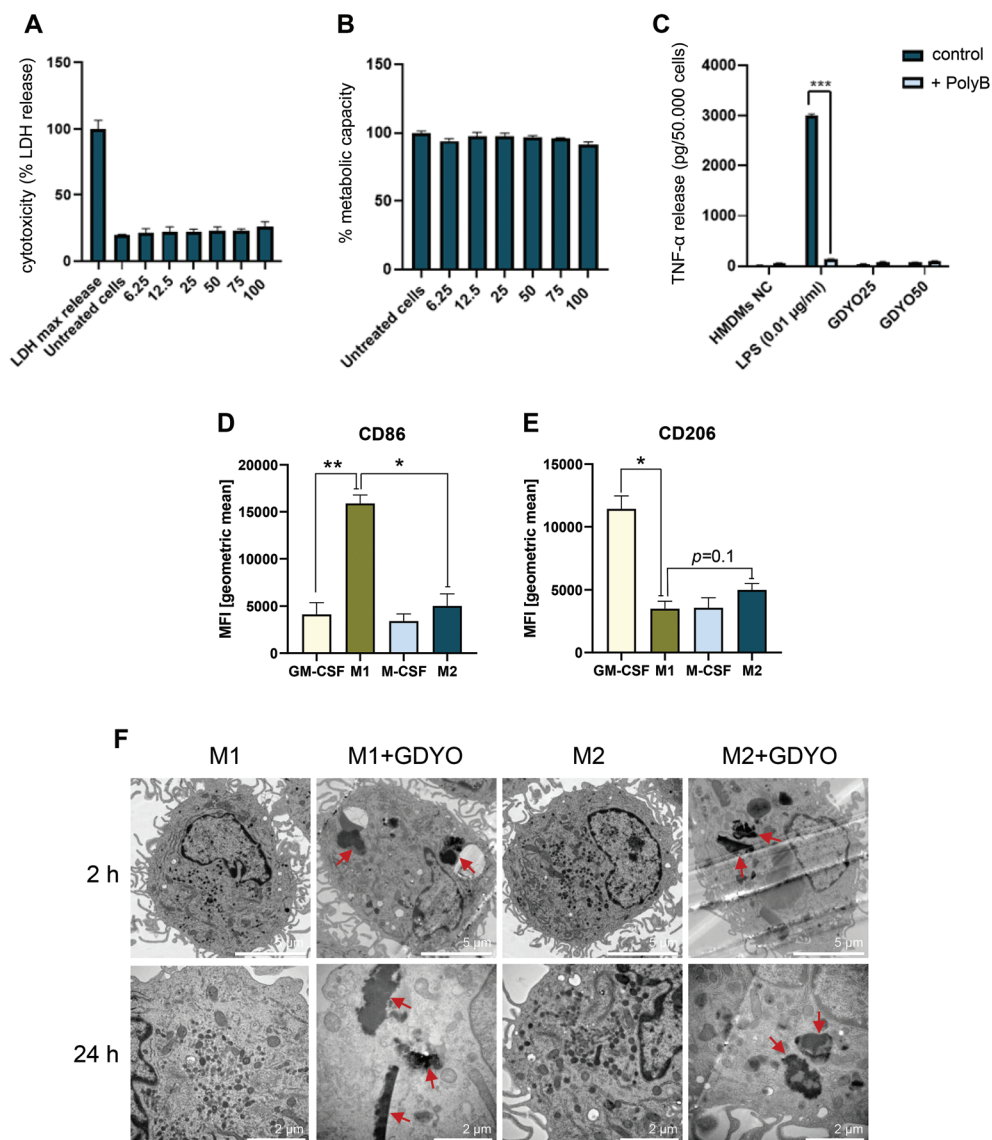 A
cytotoxicity (% LDH release)
150
100
50
0
LDH max release
Untreated cells
6.25
12.5
25
50
75
100
B
% metabolic capacity
150
100
50
0
Untreated cells
6.25
12.5
25
50
75
100
C
TNF-α release (pg/50.000 cells)
4000
3000
2000
1000
0
***
control
+ PolyB
HMDMs NC
LPS (0.01 µg/ml)
GDYO25
GDYO50
D
CD86
MFI [geometric mean]
20000
15000
10000
5000
0
**
*
GM-CSF M1 M-CSF M2
E
CD206
MFI [geometric mean]
15000
10000
5000
0
*
p=0.1
GM-CSF M1 M-CSF M2
F
M1 M1+GDYO M2 M2+GDYO
2 h
5 µm
5 µm
5 µm
5 µm
24 h
2 µm
2 µm
2 µm
2 µm